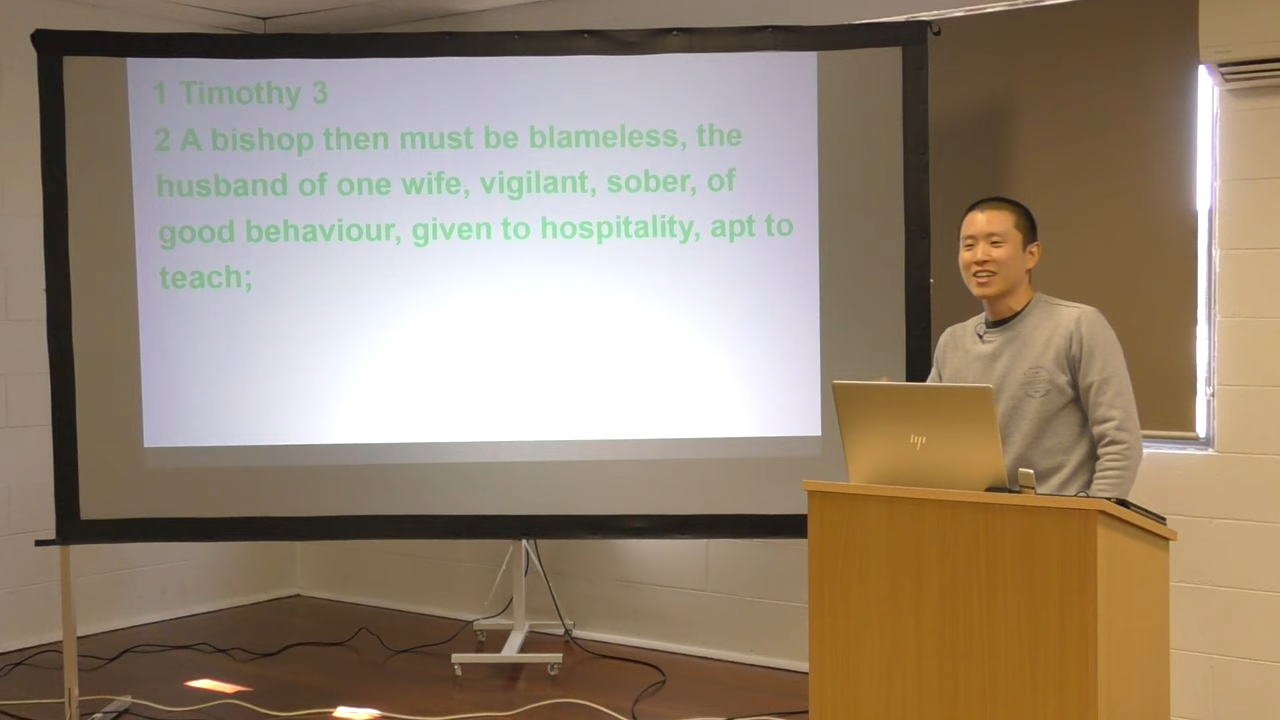 1 Timothy 3
2 A bishop then must be blameless, the
husband of one wife, vigilant, sober, of
good behaviour, given to hospitality, apt to
teach;
hp